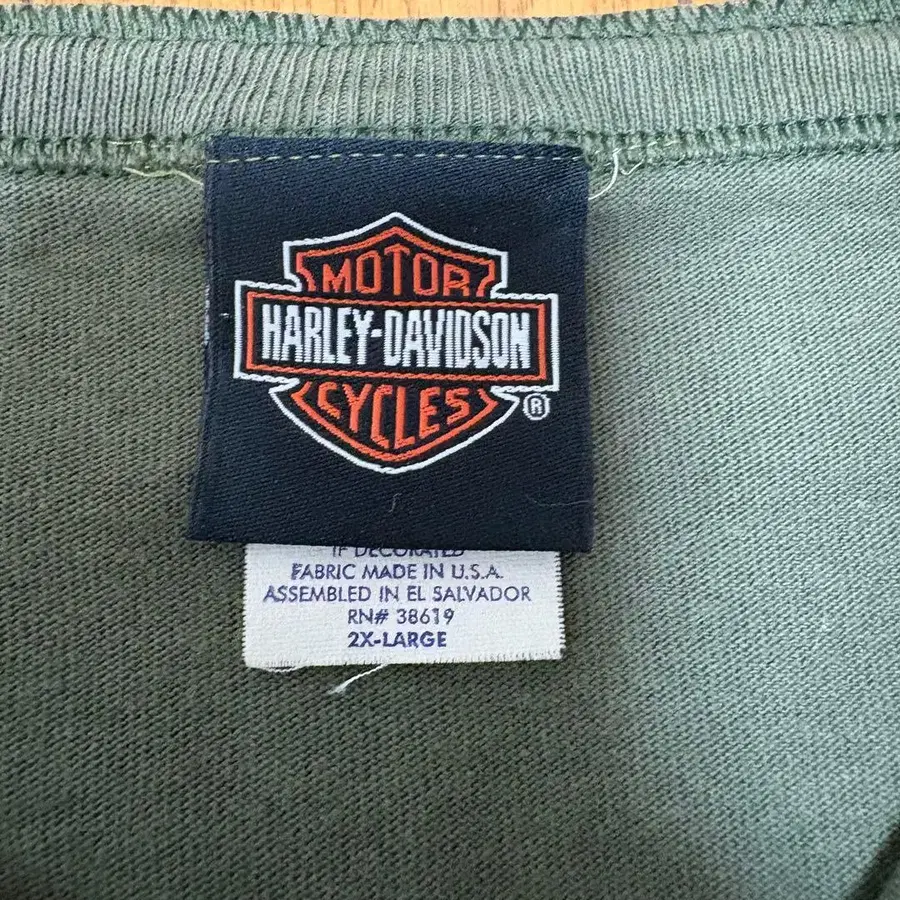 MOTOR
HARLEY-DAVIDSON
CYCLES
®
IF DECORATED
FABRIC MADE IN U.S.A.
ASSEMBLED IN EL SALVADOR
RN# 38619
2X-LARGE